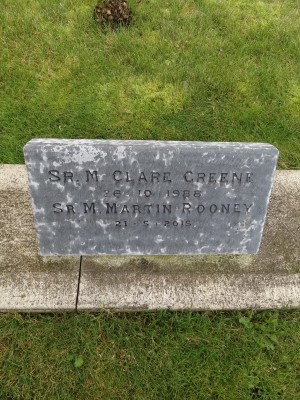 SR. M. CLARE GREENE
26 · 10 · 1988
SR. M. MARTIN ROONEY
21 · 5 · 2015